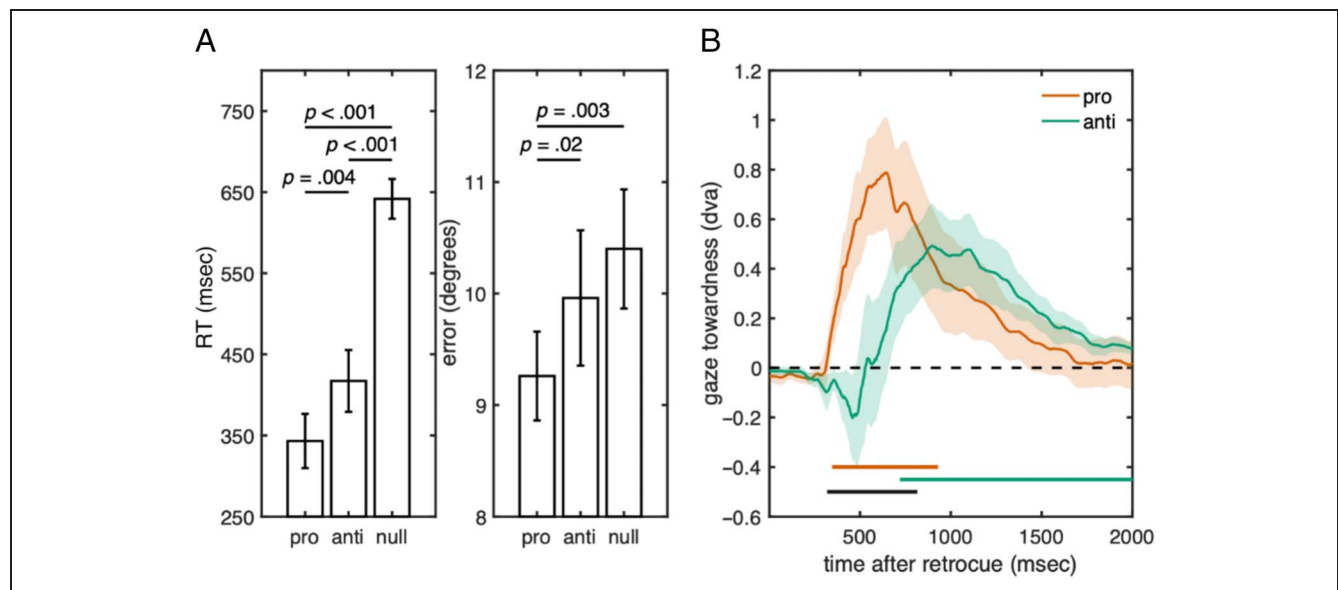 A
RT (msec)
750
650
550
450
350
250
p < .001
p < .001
p = .004
pro anti null
error (degrees)
12
11
10
9
8
p = .003
p = .02
pro anti null
B
gaze towardness (dva)
1.2
1
0.8
0.6
0.4
0.2
0
−0.2
−0.4
−0.6
pro
anti
500 1000 1500 2000
time after retrocue (msec)